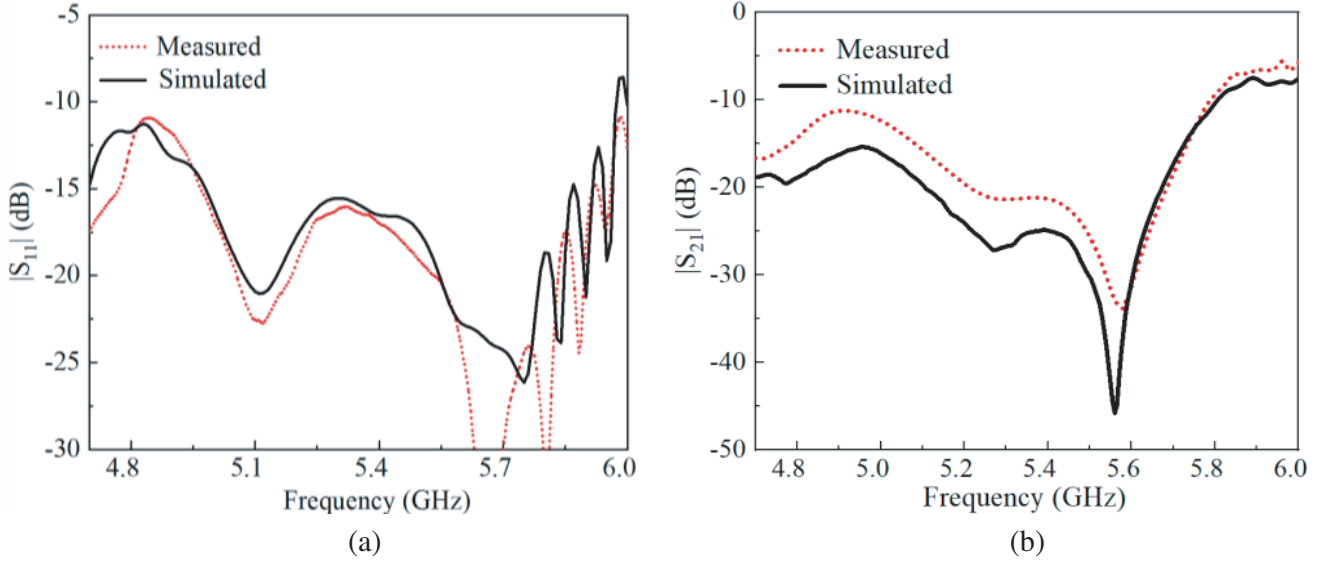 -5
-10
-15
-20
-25
-30
|S11| (dB)
Measured
Simulated
4.8 5.1 5.4 5.7 6.0
Frequency (GHz)
(a)
0
-10
-20
-30
-40
-50
|S21| (dB)
Measured
Simulated
4.8 5.0 5.2 5.4 5.6 5.8 6.0
Frequency (GHz)
(b)